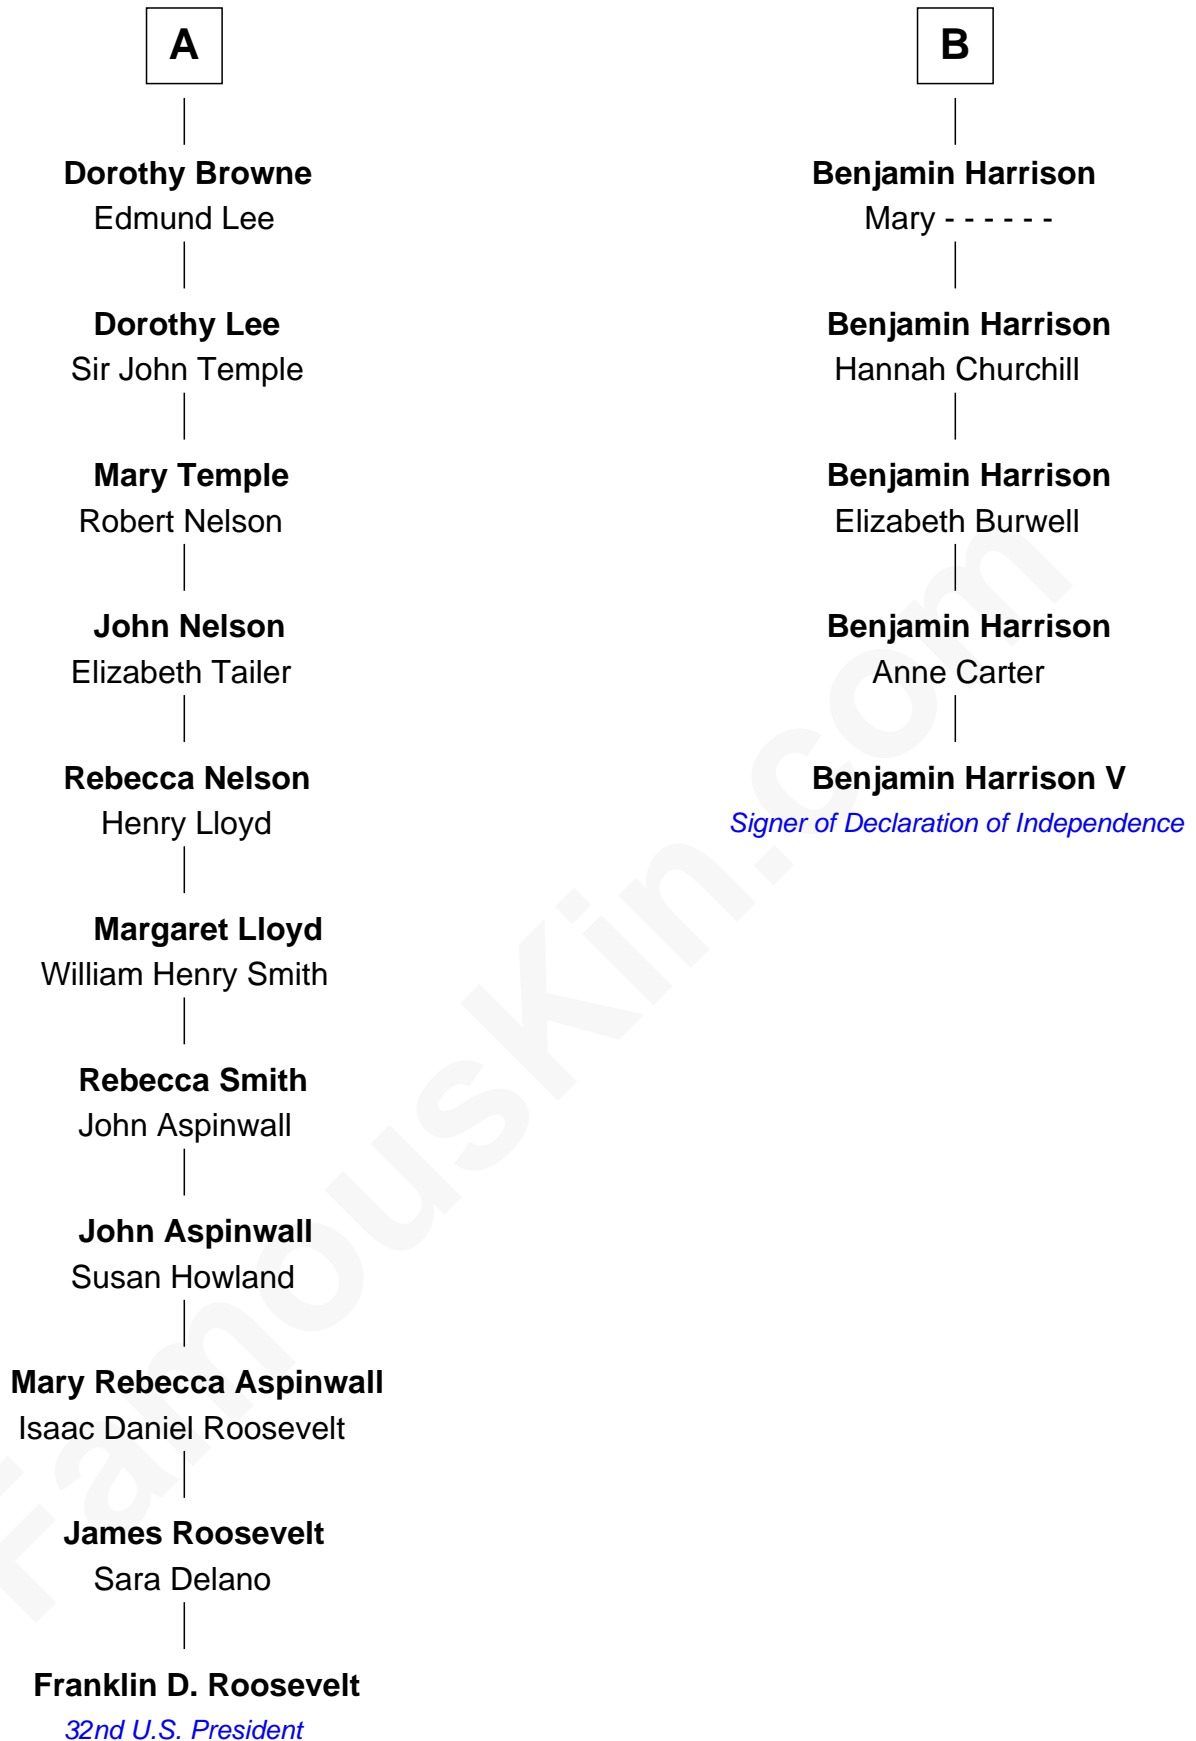 A
Dorothy Browne
Edmund Lee
Dorothy Lee
Sir John Temple
Mary Temple
Robert Nelson
John Nelson
Elizabeth Tailer
Rebecca Nelson
Henry Lloyd
Margaret Lloyd
William Henry Smith
Rebecca Smith
John Aspinwall
John Aspinwall
Susan Howland
Mary Rebecca Aspinwall
Isaac Daniel Roosevelt
James Roosevelt
Sara Delano
Franklin D. Roosevelt
32nd U.S. President
B
Benjamin Harrison
Mary - - - - - -
Benjamin Harrison
Hannah Churchill
Benjamin Harrison
Elizabeth Burwell
Benjamin Harrison
Anne Carter
Benjamin Harrison V
Signer of Declaration of Independence
FamousKin.com